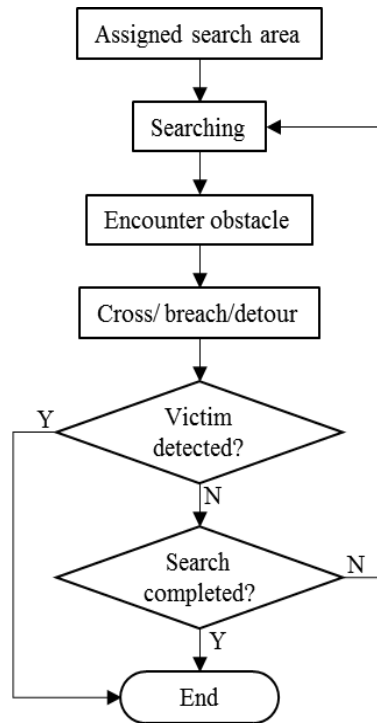 Assigned search area
Searching
Encounter obstacle
Cross/ breach/detour
Y
Victim
detected?
N
Search
completed?
N
Y
End